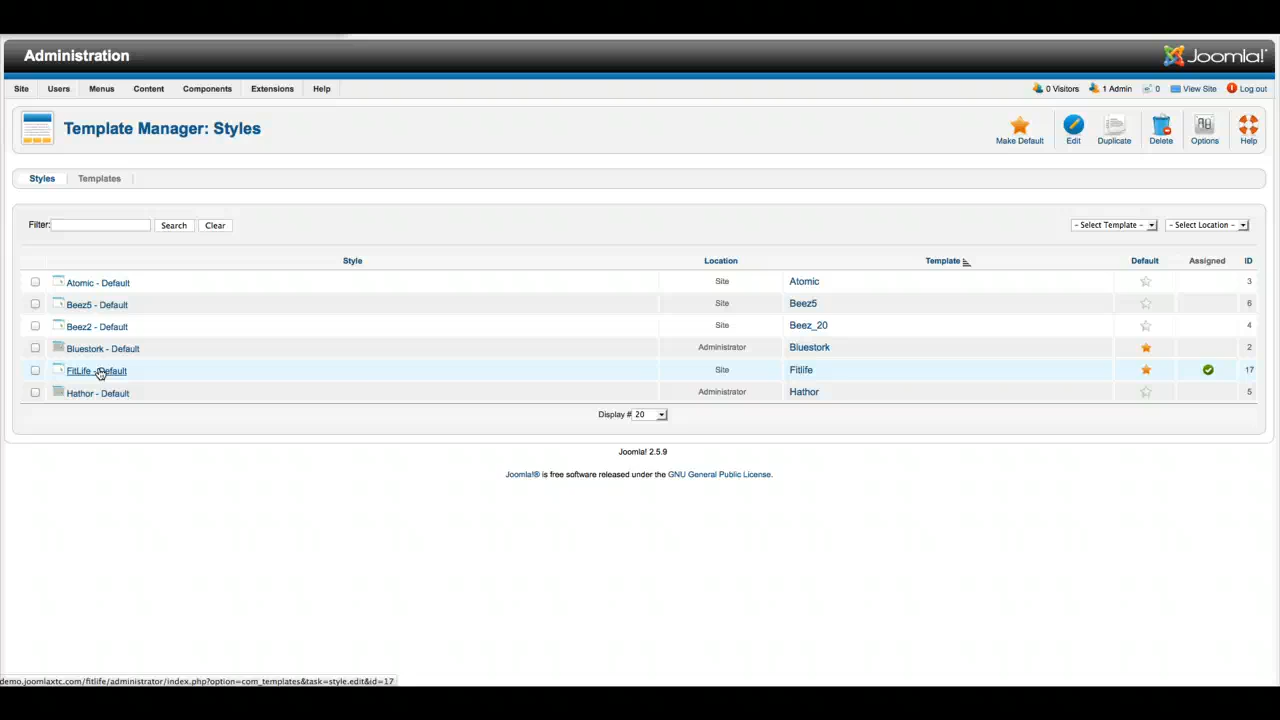 Administration
Joomla!
Site Users Menus Content Components Extensions Help
0 Visitors 1 Admin 0 View Site Log out
Template Manager: Styles
Make Default Edit Duplicate Delete Options Help
Styles Templates
Filter: Search Clear - Select Template - - Select Location -
Style Location Template Default Assigned ID
Atomic - Default Site Atomic 3
Beez5 - Default Site Beez5 6
Beez2 - Default Site Beez_20 4
Bluestork - Default Administrator Bluestork 2
FitLife - Default Site Fitlife 17
Hathor - Default Administrator Hathor 5
Display # 20
Joomla! 2.5.9
Joomla!® is free software released under the GNU General Public License.
demo.joomlaxtc.com/fitlife/administrator/index.php?option=com_templates&task=style.edit&id=17